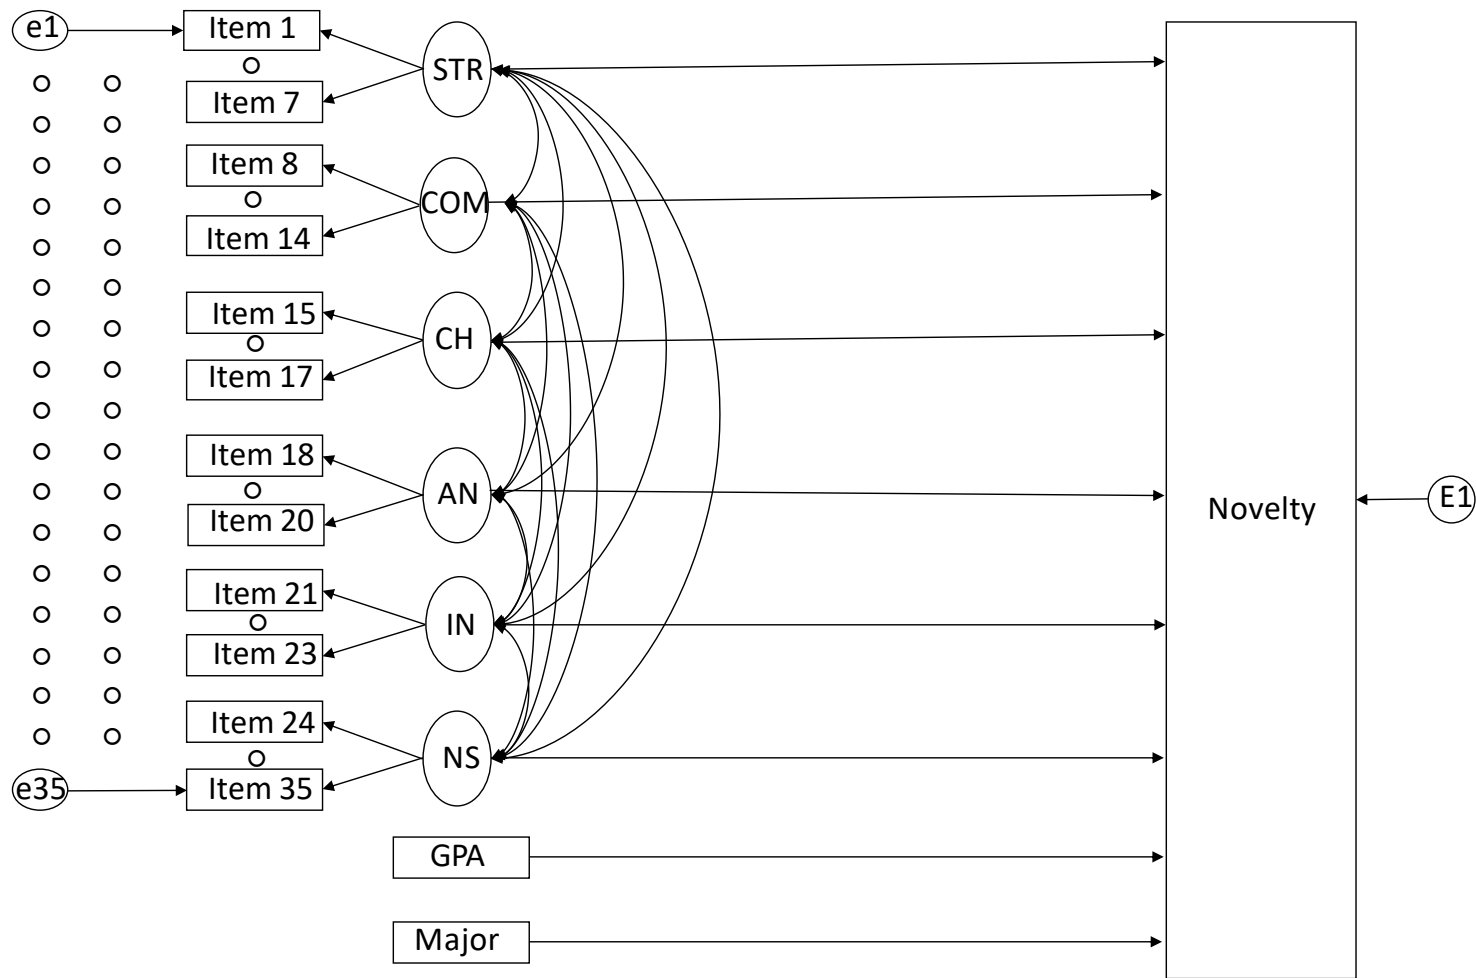 e1
Item 1
STR
Item 7
Item 8
COM
Item 14
Item 15
CH
Item 17
Item 18
AN
Item 20
Novelty
E1
Item 21
IN
Item 23
Item 24
NS
e35
Item 35
GPA
Major